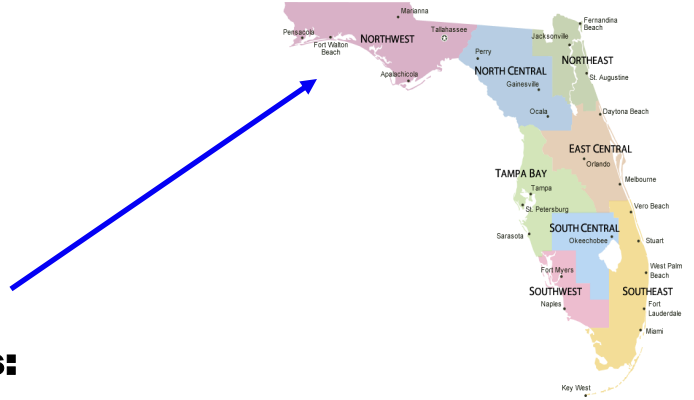 Marianna
Pensacola
Tallahassee
NORTHWEST
Fort Walton
Beach
Apalachicola
Fernandina
Beach
Jacksonville
NORTHEAST
Perry
NORTH CENTRAL
St. Augustine
Gainesville
Ocala
Daytona Beach
EAST CENTRAL
Orlando
TAMPA BAY
Melbourne
Tampa
St. Petersburg
Vero Beach
SOUTH CENTRAL
Sarasota
Okeechobee
Stuart
Fort Myers
West Palm
Beach
SOUTHWEST
SOUTHEAST
Naples
Fort
Lauderdale
Miami
s:
Key West